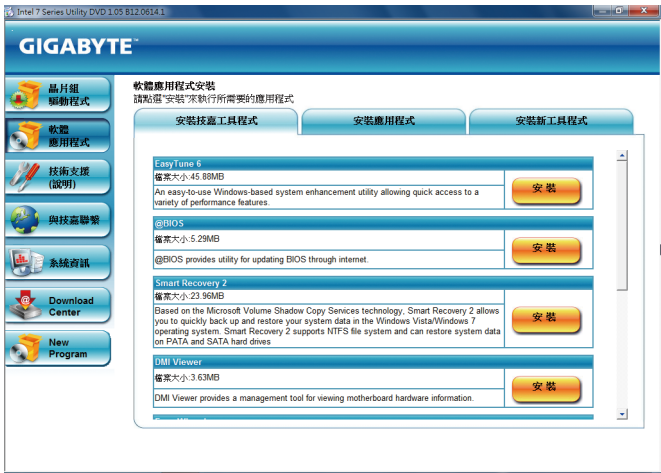 Intel 7 Series Utility DVD 1.05 B12.0614.1
GIGABYTE™
晶片組
驅動程式
軟體
應用程式
技術支援
(說明)
與技嘉聯繫
系統資訊
Download
Center
New
Program
軟體應用程式安裝
請點選"安裝"來執行所需要的應用程式
安裝技嘉工具程式
安裝應用程式
安裝新工具程式
EasyTune 6
檔案大小:45.88MB
An easy-to-use Windows-based system enhancement utility allowing quick access to a
variety of performance features.
安裝
@BIOS
檔案大小:5.29MB
@BIOS provides utility for updating BIOS through internet.
安裝
Smart Recovery 2
檔案大小:23.96MB
Based on the Microsoft Volume Shadow Copy Services technology, Smart Recovery 2 allows
you to quickly back up and restore your system data in the Windows Vista/Windows 7
operating system. Smart Recovery 2 supports NTFS file system and can restore system data
on PATA and SATA hard drives
安裝
DMI Viewer
檔案大小:3.63MB
DMI Viewer provides a management tool for viewing motherboard hardware information.
安裝